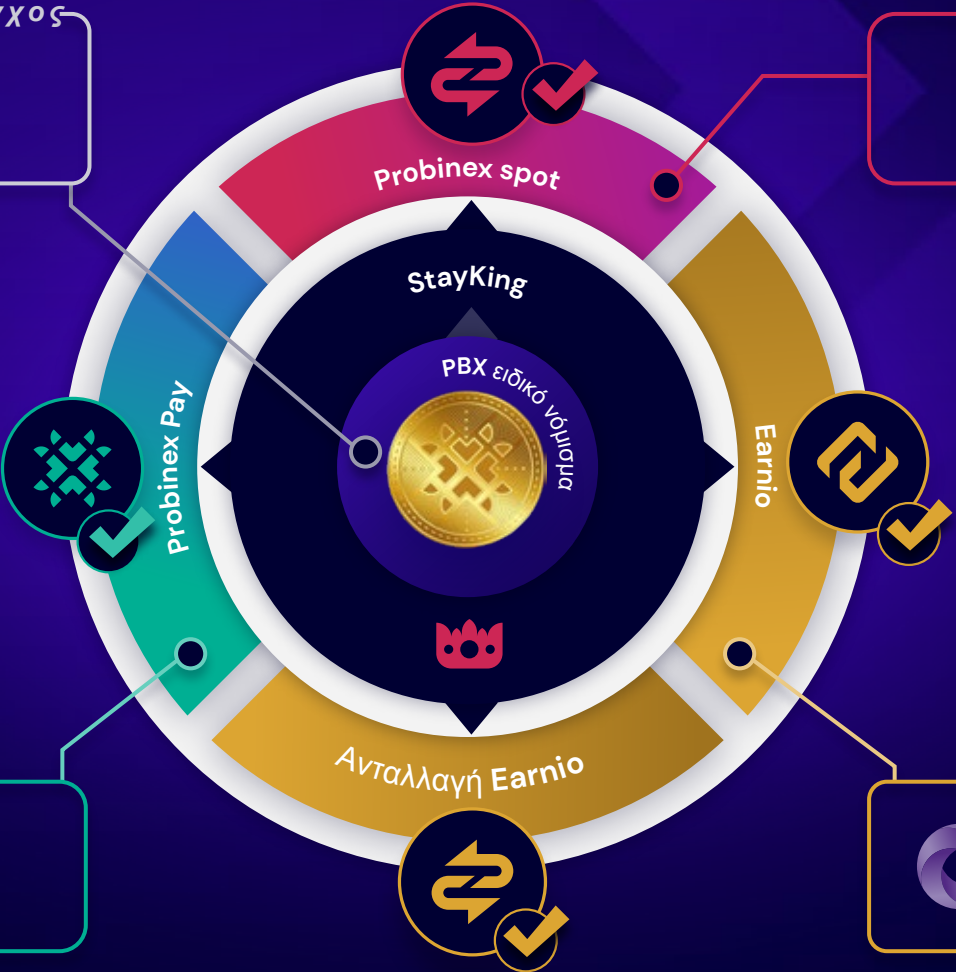 Probinex spot
StayKing
PBX ειδικό νόμισμα
Probinex Pay
Earnio
Ανταλλαγή Earnio